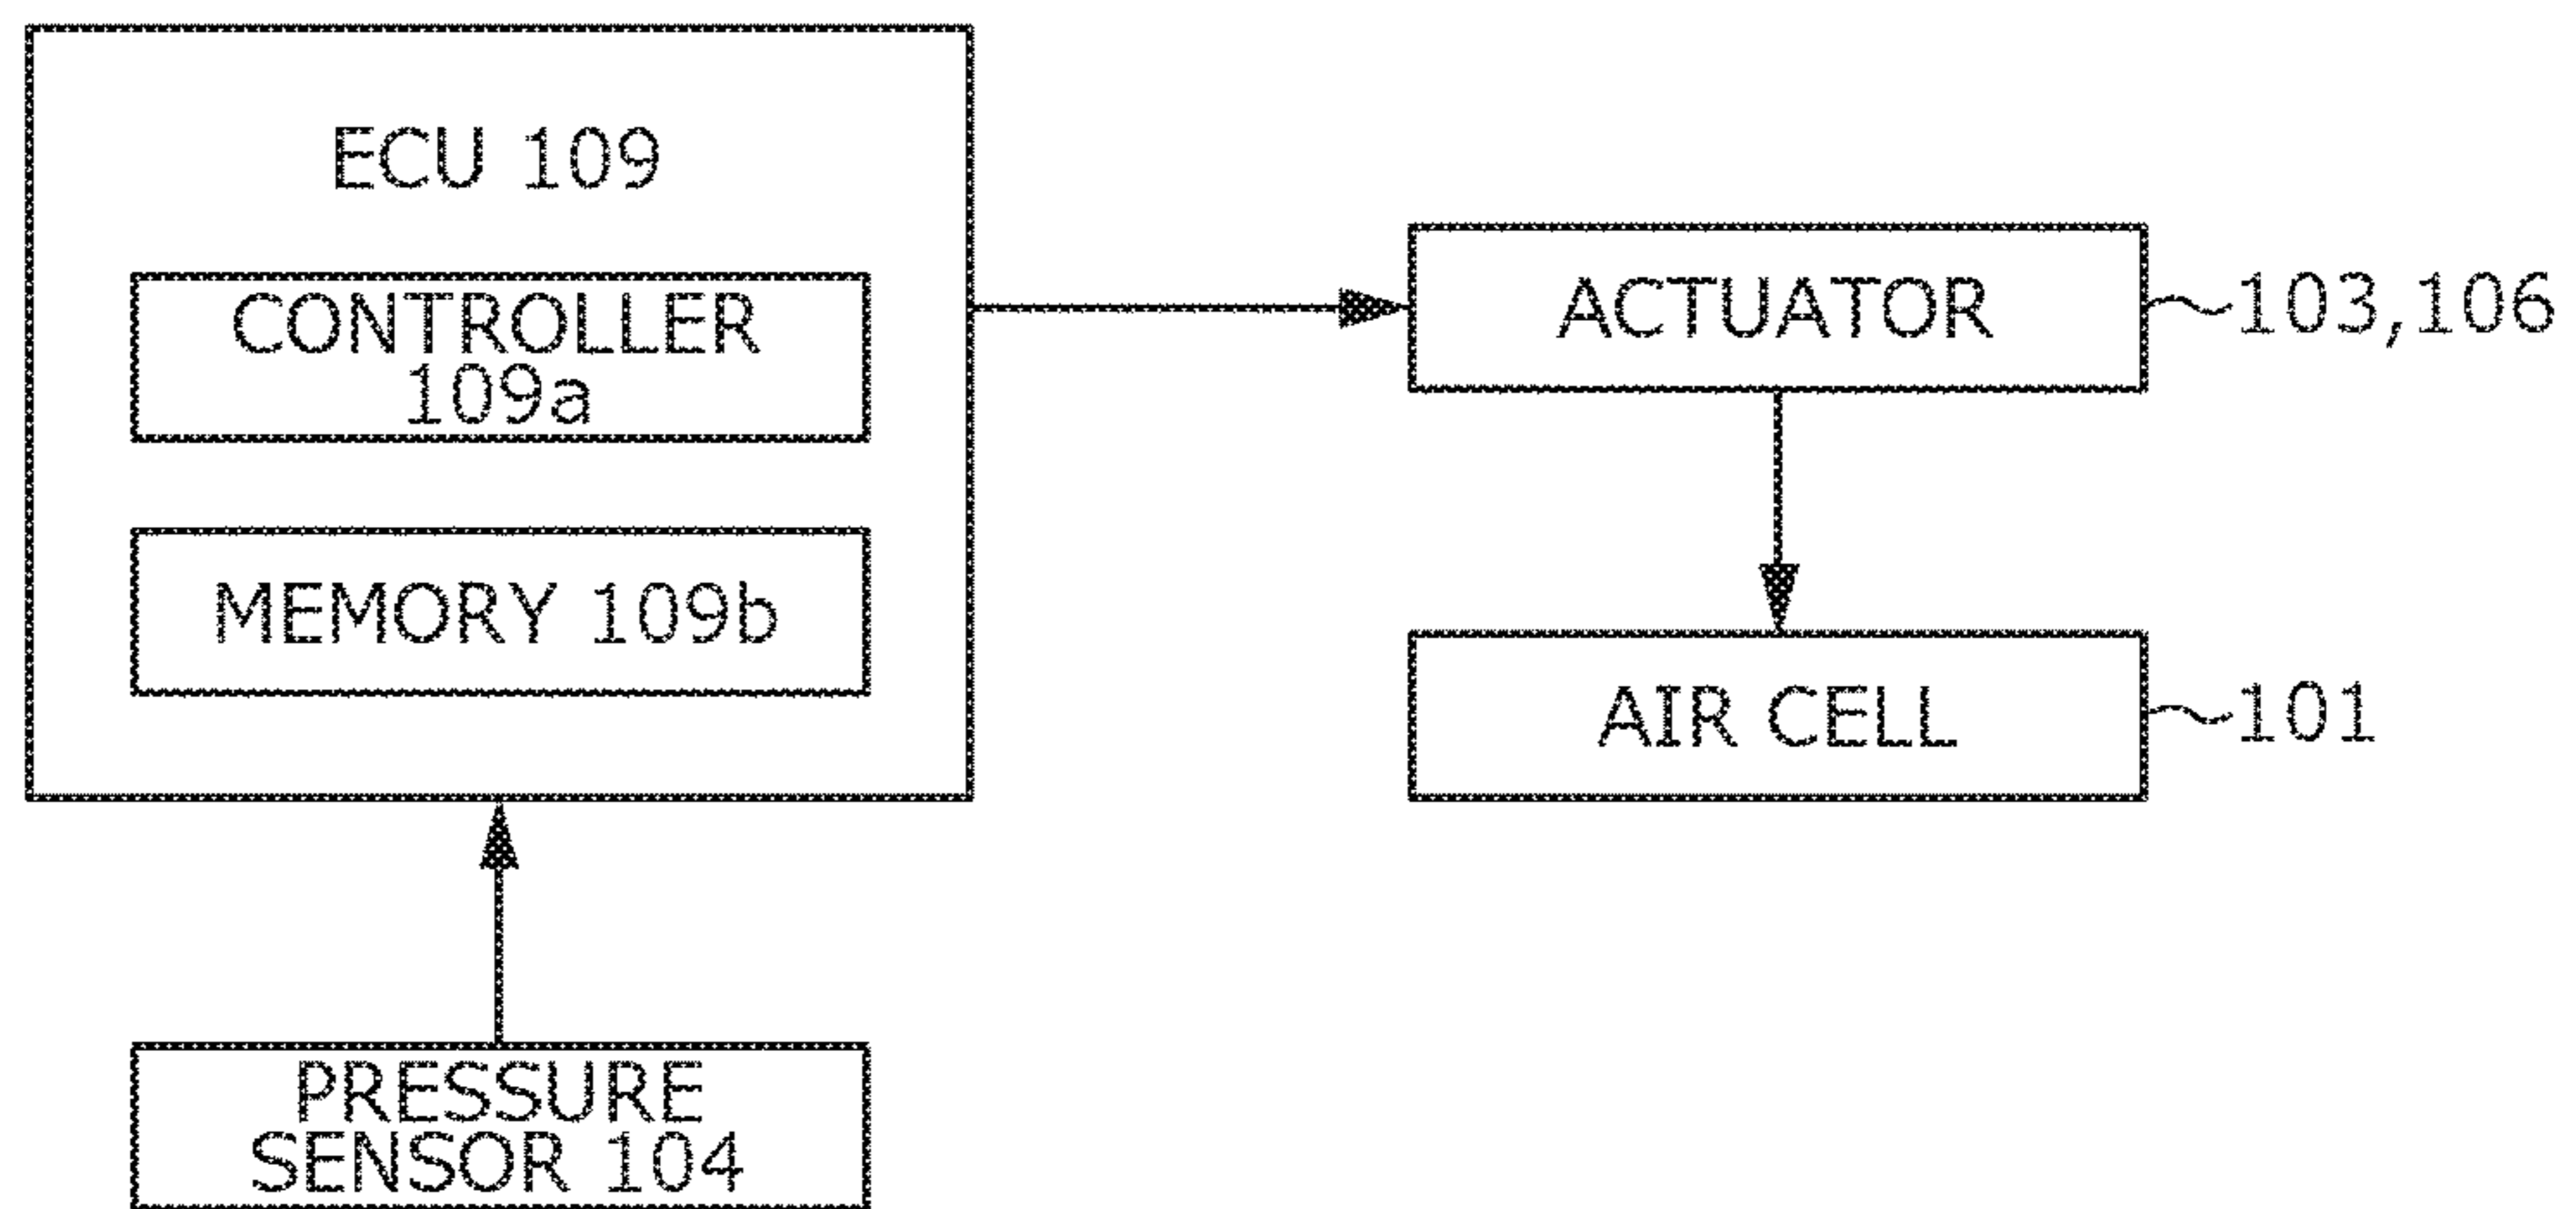 ECU 109
CONTROLLER
109a
MEMORY 109b
PRESSURE
SENSOR 104
ACTUATOR
103,106
AIR CELL
101